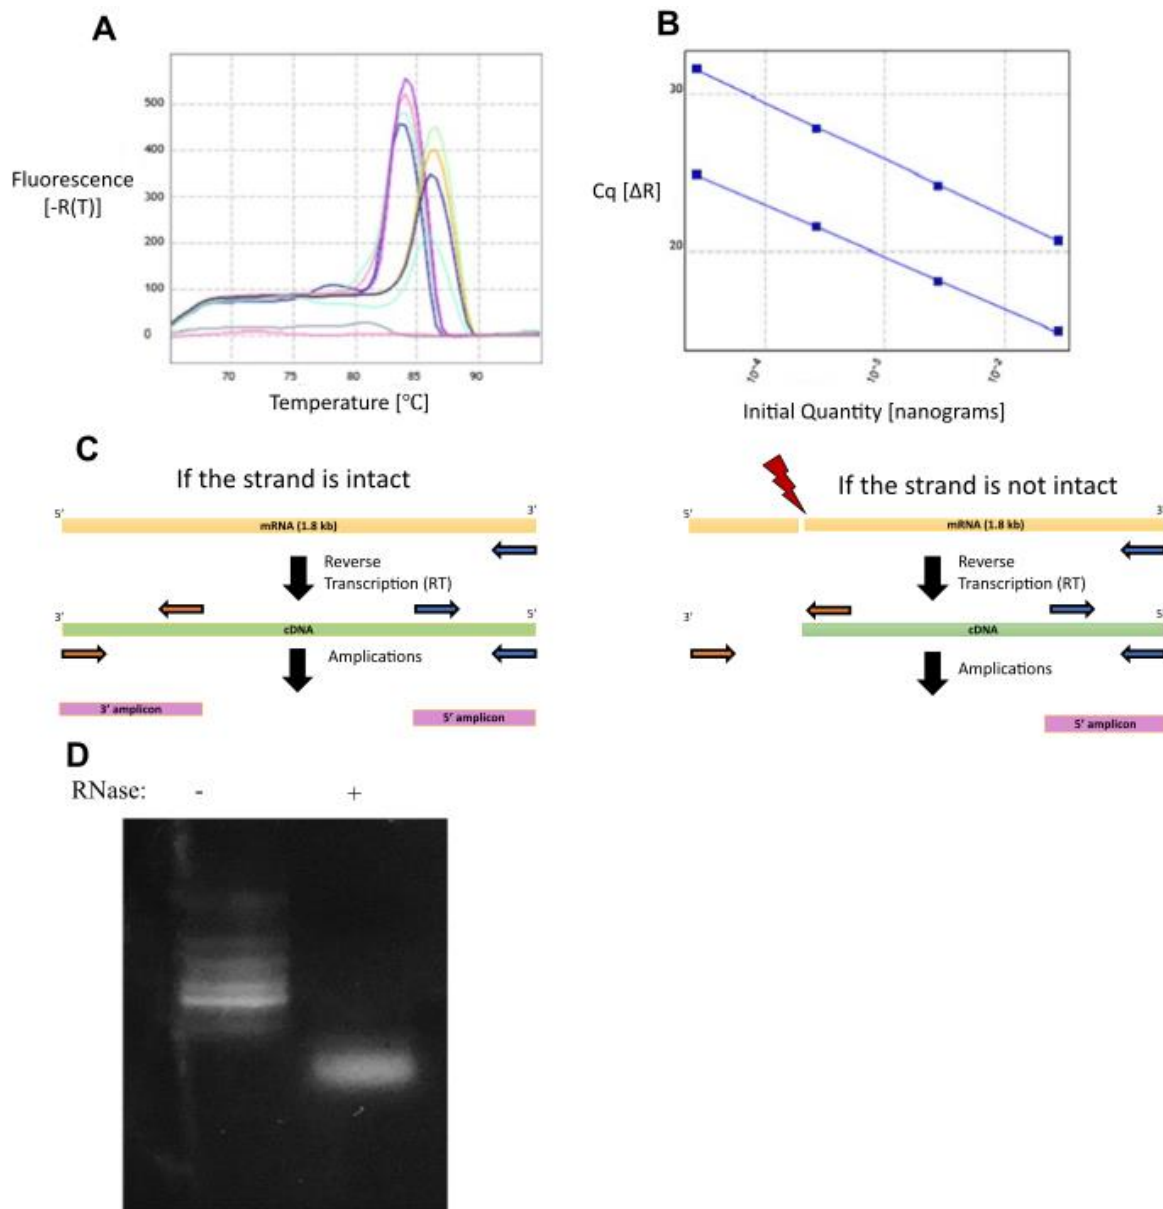 A
500
400
300
200
100
0
Fluorescence
[-R(T)]
70
75
80
85
90
Temperature [°C]
B
30
20
Cq [ΔR]
10⁻⁴
10⁻³
10⁻²
Initial Quantity [nanograms]
C
If the strand is intact
5'
3'
mRNA (1.8 kb)
Reverse
Transcription (RT)
3'
5'
cDNA
Amplications
3' amplicon
5' amplicon
If the strand is not intact
5'
3'
mRNA (1.8 kb)
Reverse
Transcription (RT)
3'
5'
cDNA
Amplications
5' amplicon
D
RNase: - +